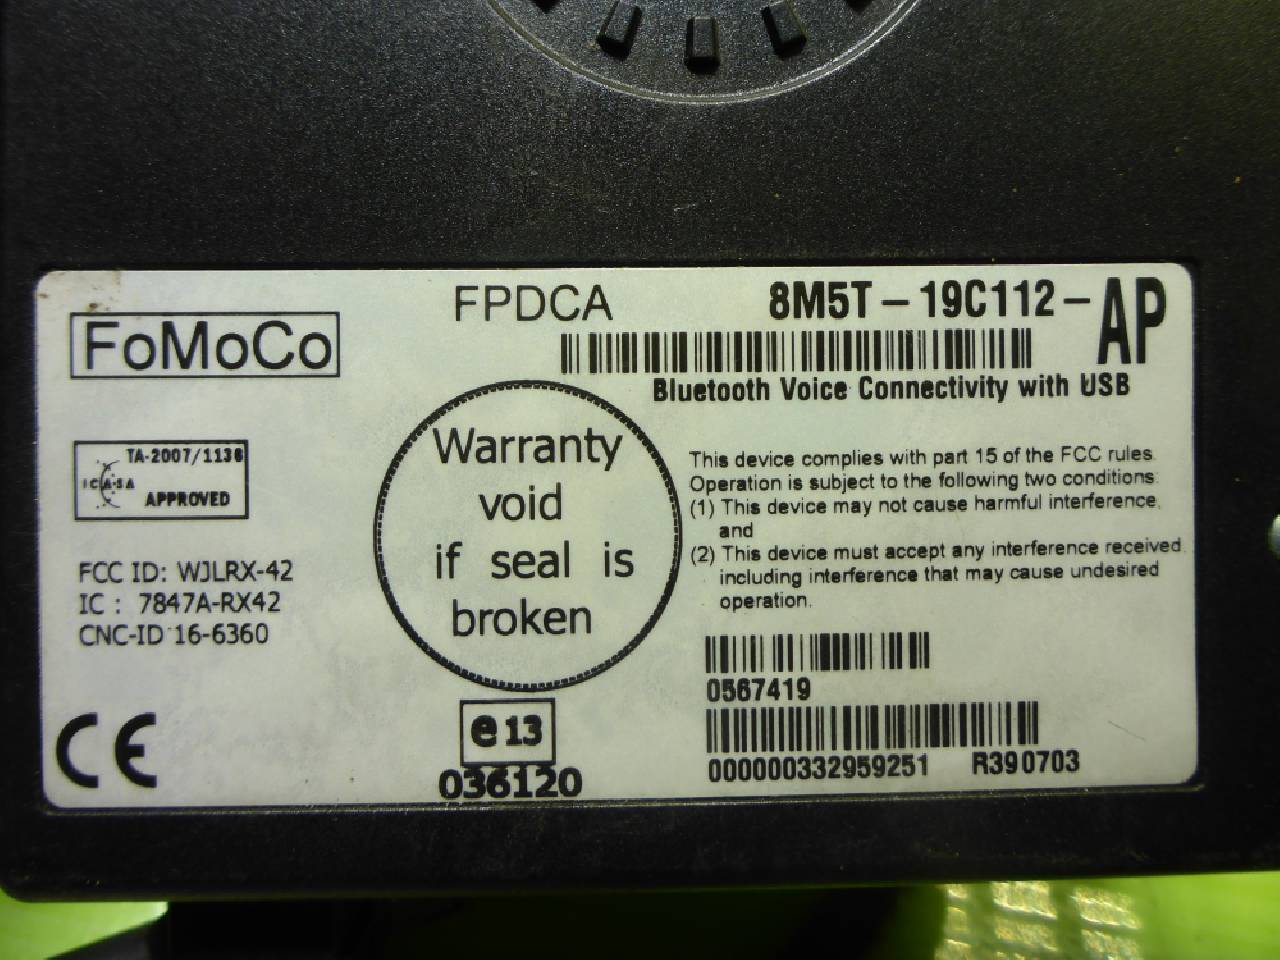 FPDCA
8M5T-19C112-AP
FoMoCo
Bluetooth Voice Connectivity with USB
Warranty
void
if seal is
broken
TA-2007/1136
ICASA
APPROVED
This device complies with part 15 of the FCC rules.
Operation is subject to the following two conditions:
(1) This device may not cause harmful interference,
and
(2) This device must accept any interference received
including interference that may cause undesired
operation.
FCC ID: WJLRX-42
IC : 7847A-RX42
CNC-ID 16-6360
0567419
CE
e13
036120
000000332959251 R390703